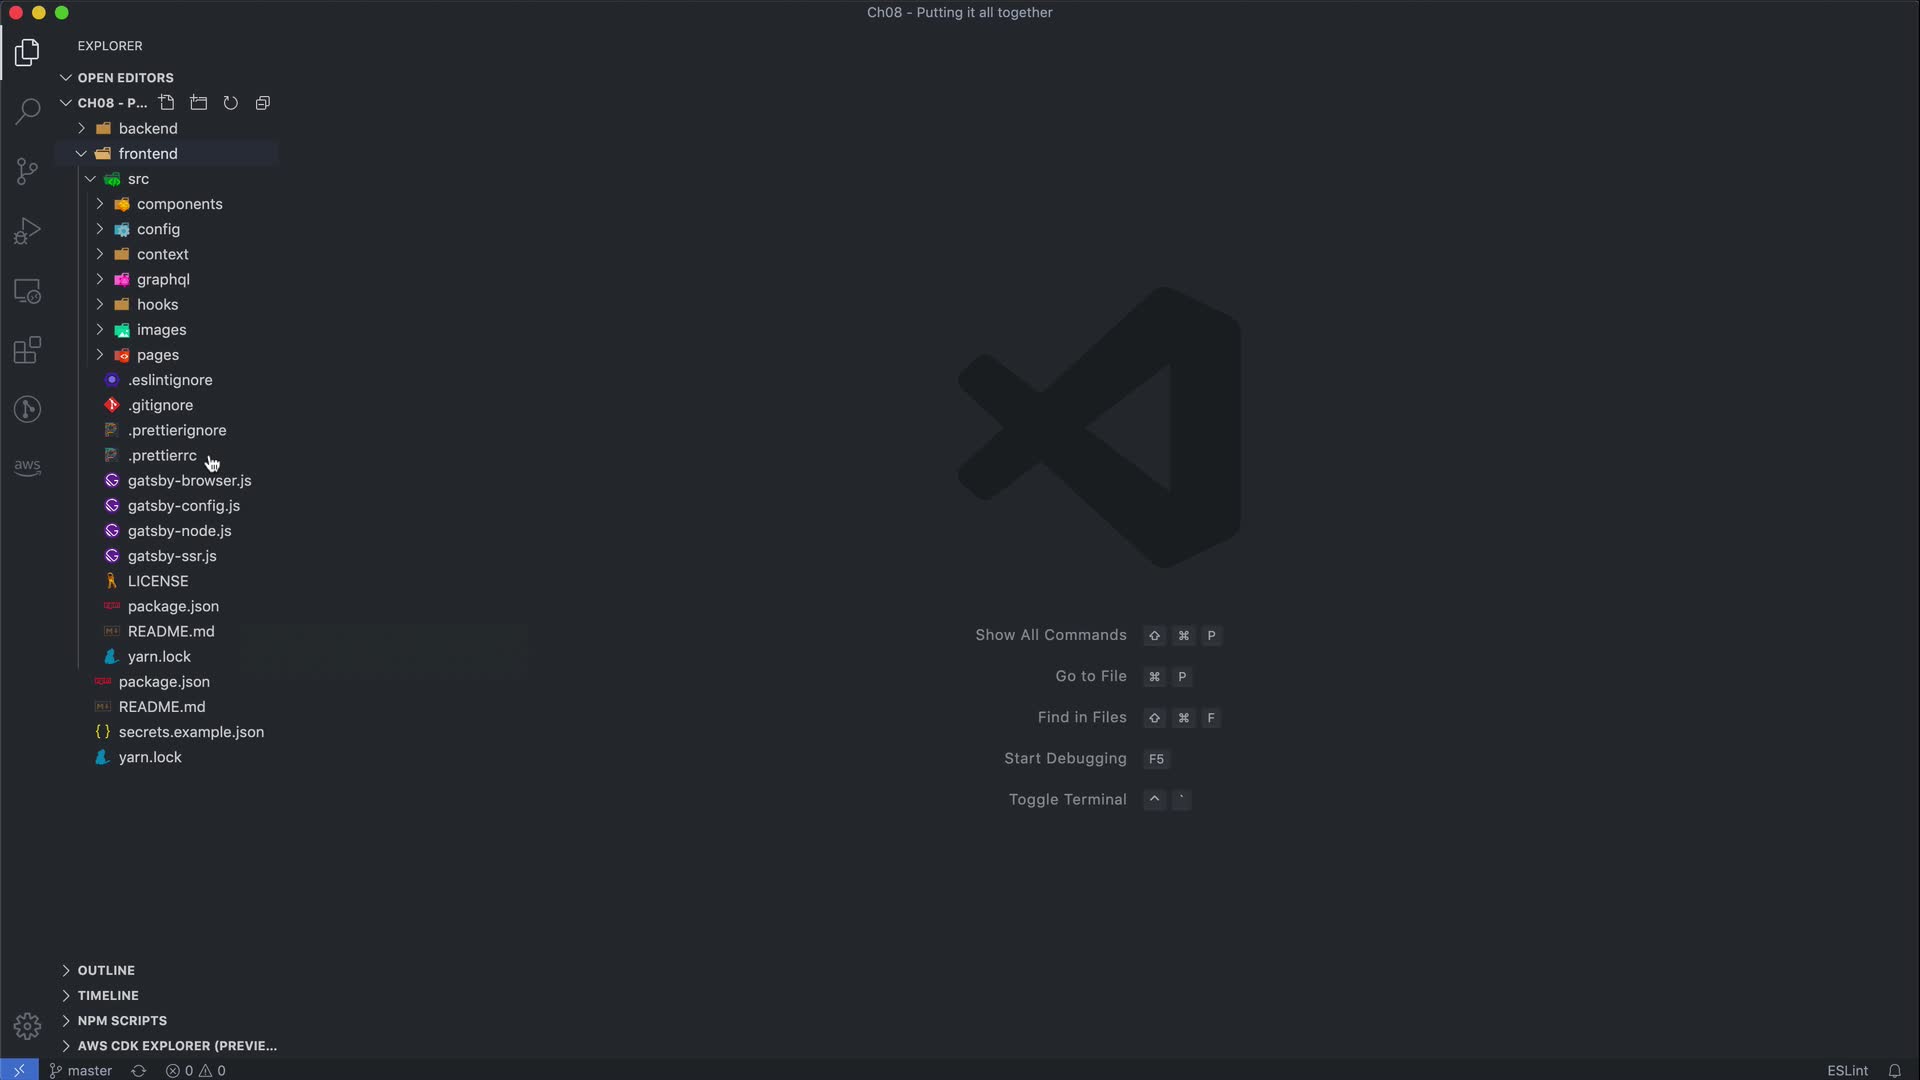 Ch08 - Putting it all together
EXPLORER
OPEN EDITORS
CH08 - P...
backend
frontend
src
components
config
context
graphql
hooks
images
pages
.eslintignore
.gitignore
.prettierignore
.prettierrc
gatsby-browser.js
gatsby-config.js
gatsby-node.js
gatsby-ssr.js
LICENSE
package.json
README.md
yarn.lock
package.json
README.md
{ } secrets.example.json
yarn.lock
aws
Show All Commands ⇧ ⌘ P
Go to File ⌘ P
Find in Files ⇧ ⌘ F
Start Debugging F5
Toggle Terminal ^ `
OUTLINE
TIMELINE
NPM SCRIPTS
AWS CDK EXPLORER (PREVIE...
master 0 0 ESLint